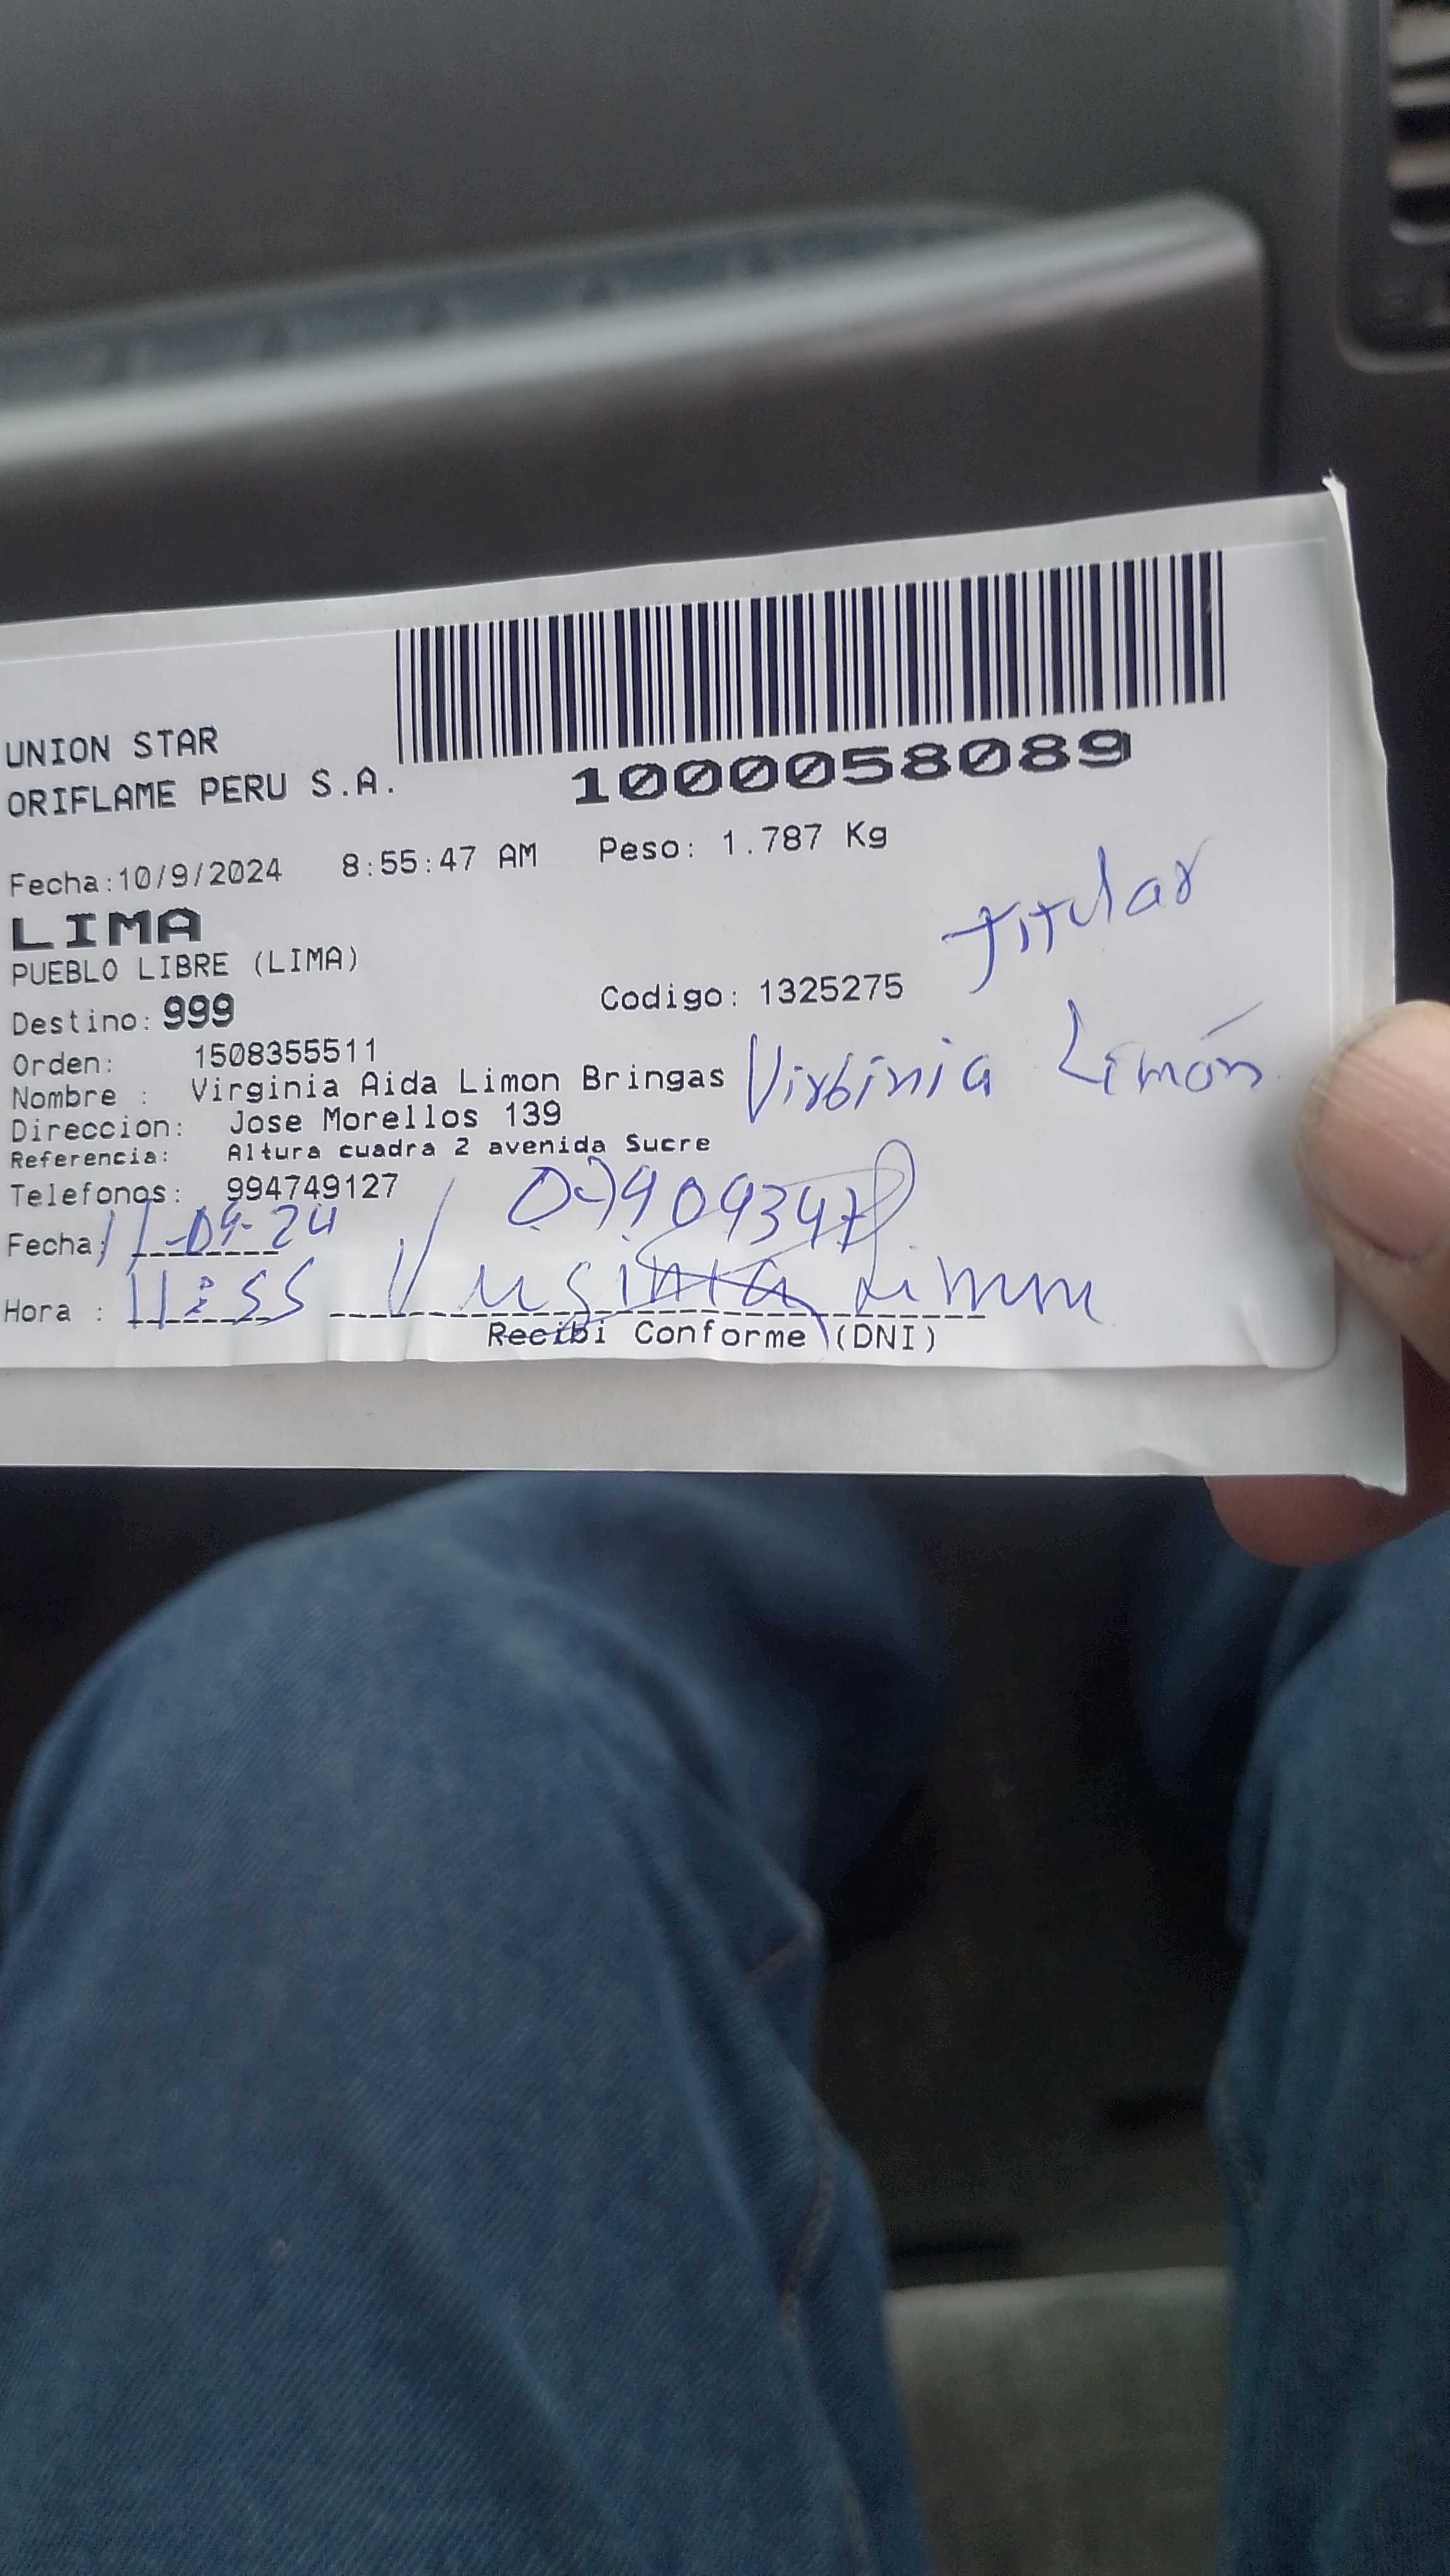 UNION STAR
ORIFLAME PERU S.A.
1000058089
Fecha:10/9/2024 8:55:47 AM Peso: 1.787 Kg
LIMA
Titular
PUEBLO LIBRE (LIMA)
Destino: 999 Codigo: 1325275
Orden: 1508355511
Nombre : Virginia Aida Limon Bringas Virginia Limón
Direccion: Jose Morellos 139
Referencia: Altura cuadra 2 avenida Sucre
Telefonos: 994749127
Fecha: 11-09-24
Hora : 11:55 Virginia Limon
Recibi Conforme (DNI)